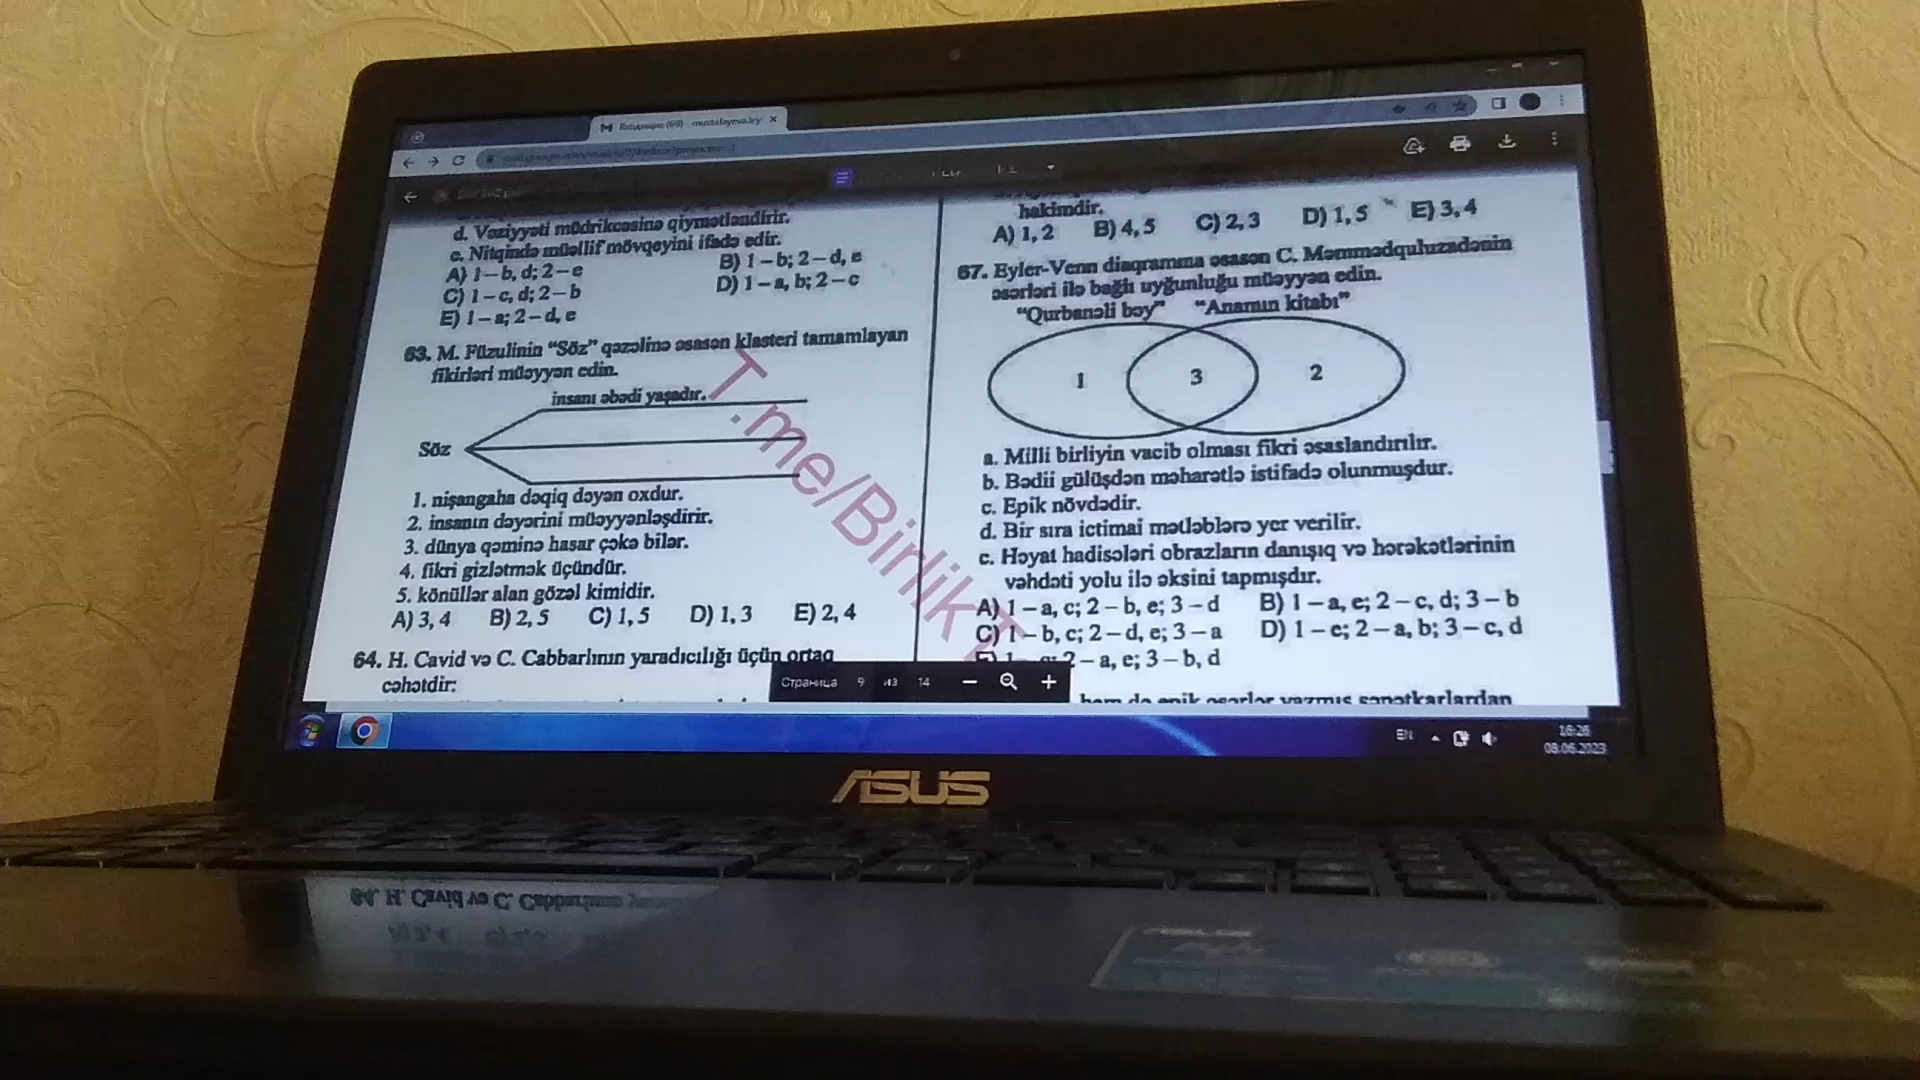 d. Vəziyyəti müdrikcəsinə qiymətləndirir.
e. Nitqində müəllif mövqeyini ifadə edir.
A) 1 – b, d; 2 – e
B) 1 – b; 2 – d, e
C) 1 – c, d; 2 – b
D) 1 – a, b; 2 – c
E) 1 – a; 2 – d, e
63. M. Füzulinin “Söz” qəzəlinə əsasən klasteri tamamlayan
fikirləri müəyyən edin.
insanı əbədi yaşadır.
Söz
1. nişangaha dəqiq dəyən oxdur.
2. insanın dəyərini müəyyənləşdirir.
3. dünya qəminə hasar çəkə bilər.
4. fikri gizlətmək üçündür.
5. könüllər alan gözəl kimidir.
A) 3, 4 B) 2, 5 C) 1, 5 D) 1, 3 E) 2, 4
64. H. Cavid və C. Cabbarlının yaradıcılığı üçün ortaq
cəhətdir:
hakimdir.
A) 1, 2 B) 4, 5 C) 2, 3 D) 1, 5 E) 3, 4
67. Eyler-Venn diaqramma əsasən C. Məmmədquluzadənin
əsərləri ilə bağlı uyğunluğu müəyyən edin.
“Qurbanəli bəy” “Anamın kitabı”
1 3 2
a. Milli birliyin vacib olması fikri əsaslandırılır.
b. Bədii gülüşdən məharətlə istifadə olunmuşdur.
c. Epik növdədir.
d. Bir sıra ictimai mətləblərə yer verilir.
e. Həyat hadisələri obrazların danışıq və hərəkətlərinin
vəhdəti yolu ilə əksini tapmışdır.
A) 1 – a, c; 2 – b, e; 3 – d
B) 1 – a, e; 2 – c, d; 3 – b
C) 1 – b, c; 2 – d, e; 3 – a
D) 1 – e; 2 – a, b; 3 – c, d
2 – a, e; 3 – b, d
həm də epik əsərlər yazmış sənətkarlardan
T.me/BirlikT
Страница 9 из 14
EN
16:26
08.06.2023
ASUS